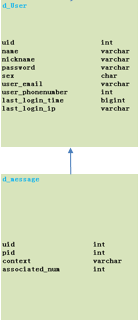 d_User
uid int
name varchar
nickname varchar
password varchar
sex char
user_email varchar
user_phonenumber int
last_login_time bigint
last_login_ip varchar
d_message
uid int
pid int
context varchar
associated_num int